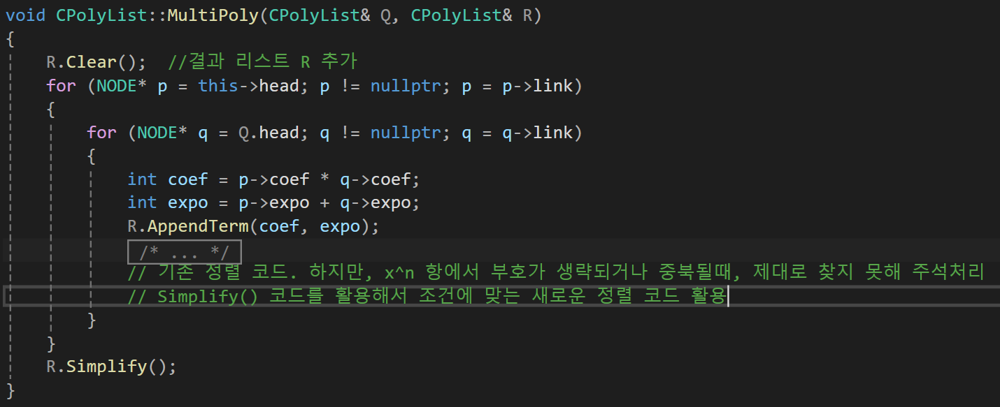 void CPolyList::MultiPoly(CPolyList& Q, CPolyList& R)
{
    R.Clear();  //결과 리스트 R 추가
    for (NODE* p = this->head; p != nullptr; p = p->link)
    {
        for (NODE* q = Q.head; q != nullptr; q = q->link)
        {
            int coef = p->coef * q->coef;
            int expo = p->expo + q->expo;
            R.AppendTerm(coef, expo);
            /* ... */
            // 기존 정렬 코드. 하지만, x^n 항에서 부호가 생략되거나 중북될때, 제대로 찾지 못해 주석처리
            // Simplify() 코드를 활용해서 조건에 맞는 새로운 정렬 코드 활용
        }
    }
    R.Simplify();
}